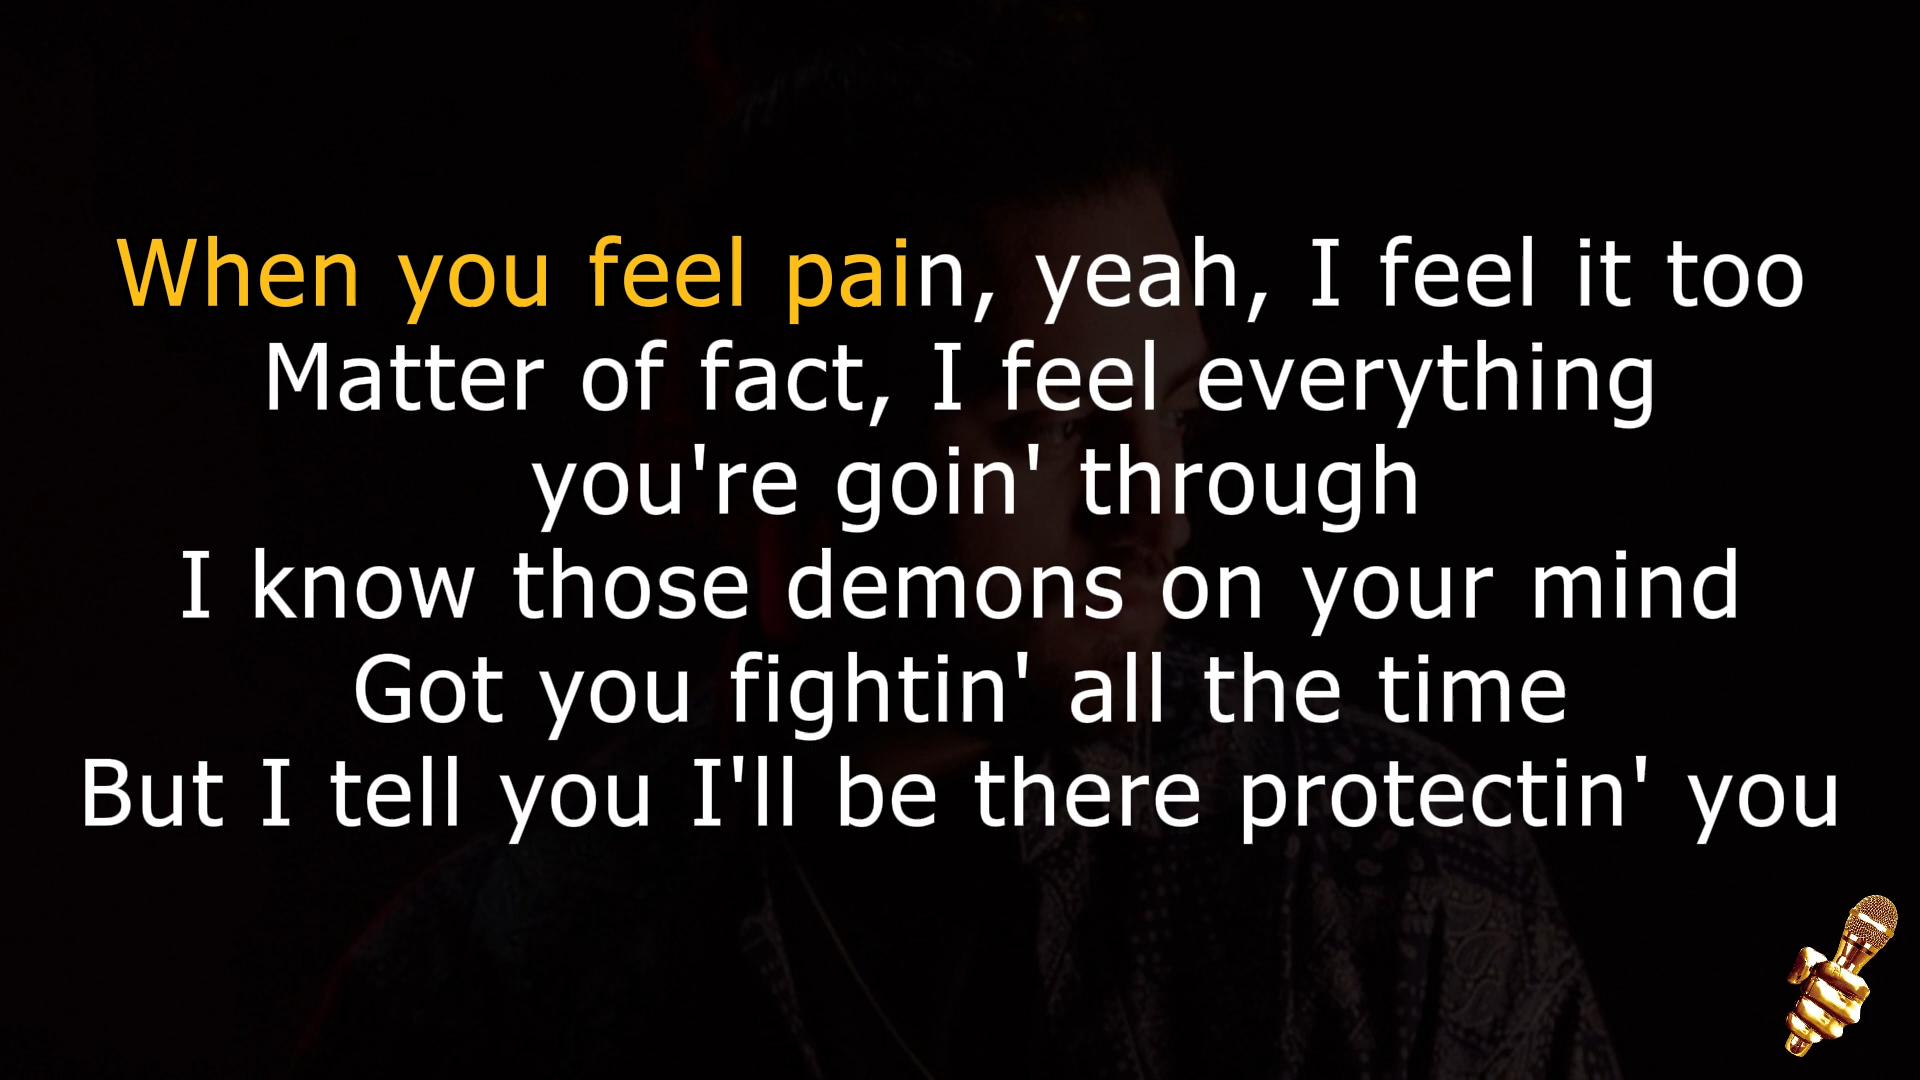 When you feel pain, yeah, I feel it too
Matter of fact, I feel everything
you're goin' through
I know those demons on your mind
Got you fightin' all the time
But I tell you I'll be there protectin' you